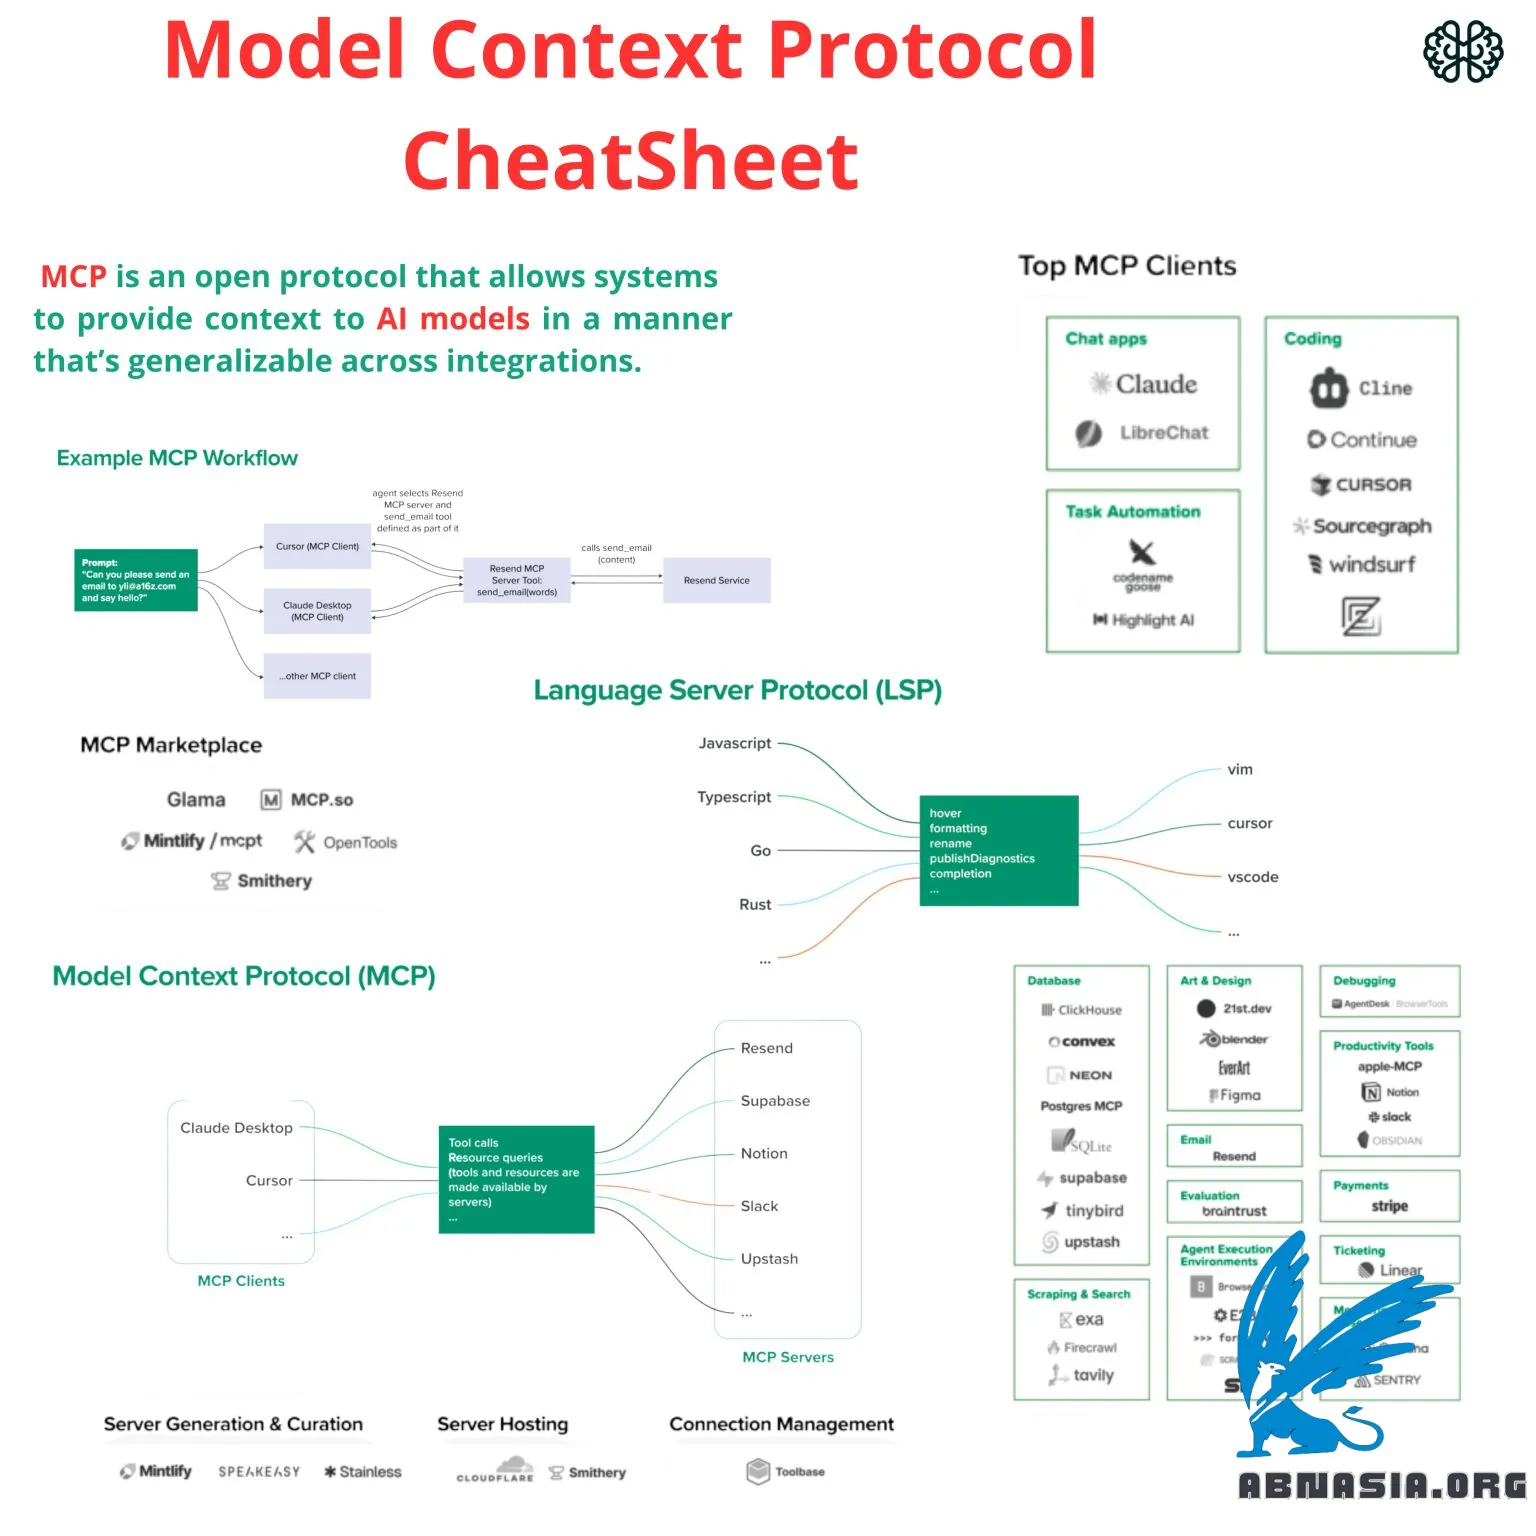 Model Context Protocol
CheatSheet
MCP is an open protocol that allows systems
to provide context to AI models in a manner
that's generalizable across integrations.
Top MCP Clients
Chat apps
Claude
LibreChat
Task Automation
codename
goose
Highlight AI
Coding
Cline
Continue
CURSOR
Sourcegraph
windsurf
Example MCP Workflow
Prompt:
"Can you please send an
email to yli@a16z.com
and say hello?"
Cursor (MCP Client)
Claude Desktop
(MCP Client)
...other MCP client
agent selects Resend
MCP server and
send_email tool
defined as part of it
Resend MCP
Server Tool:
send_email(words)
calls send_email
(content)
Resend Service
MCP Marketplace
Glama
M MCP.so
Mintlify / mcpt
OpenTools
Smithery
Language Server Protocol (LSP)
Javascript
Typescript
Go
Rust
...
hover
formatting
rename
publishDiagnostics
completion
...
vim
cursor
vscode
...
Model Context Protocol (MCP)
Claude Desktop
Cursor
...
MCP Clients
Tool calls
Resource queries
(tools and resources are
made available by
servers)
...
Resend
Supabase
Notion
Slack
Upstash
...
MCP Servers
Database
ClickHouse
convex
NEON
Postgres MCP
SQLite
supabase
tinybird
upstash
Scraping & Search
exa
Firecrawl
tavily
Art & Design
21st.dev
blender
EverArt
Figma
Email
Resend
Evaluation
braintrust
Agent Execution
Environments
B
Debugging
AgentDesk BrowserTools
Productivity Tools
apple-MCP
Notion
slack
OBSIDIAN
Payments
stripe
Ticketing
Linear
SENTRY
Server Generation & Curation
Mintlify
SPEAKEASY
Stainless
Server Hosting
CLOUDFLARE
Smithery
Connection Management
Toolbase
ABNASIA.ORG